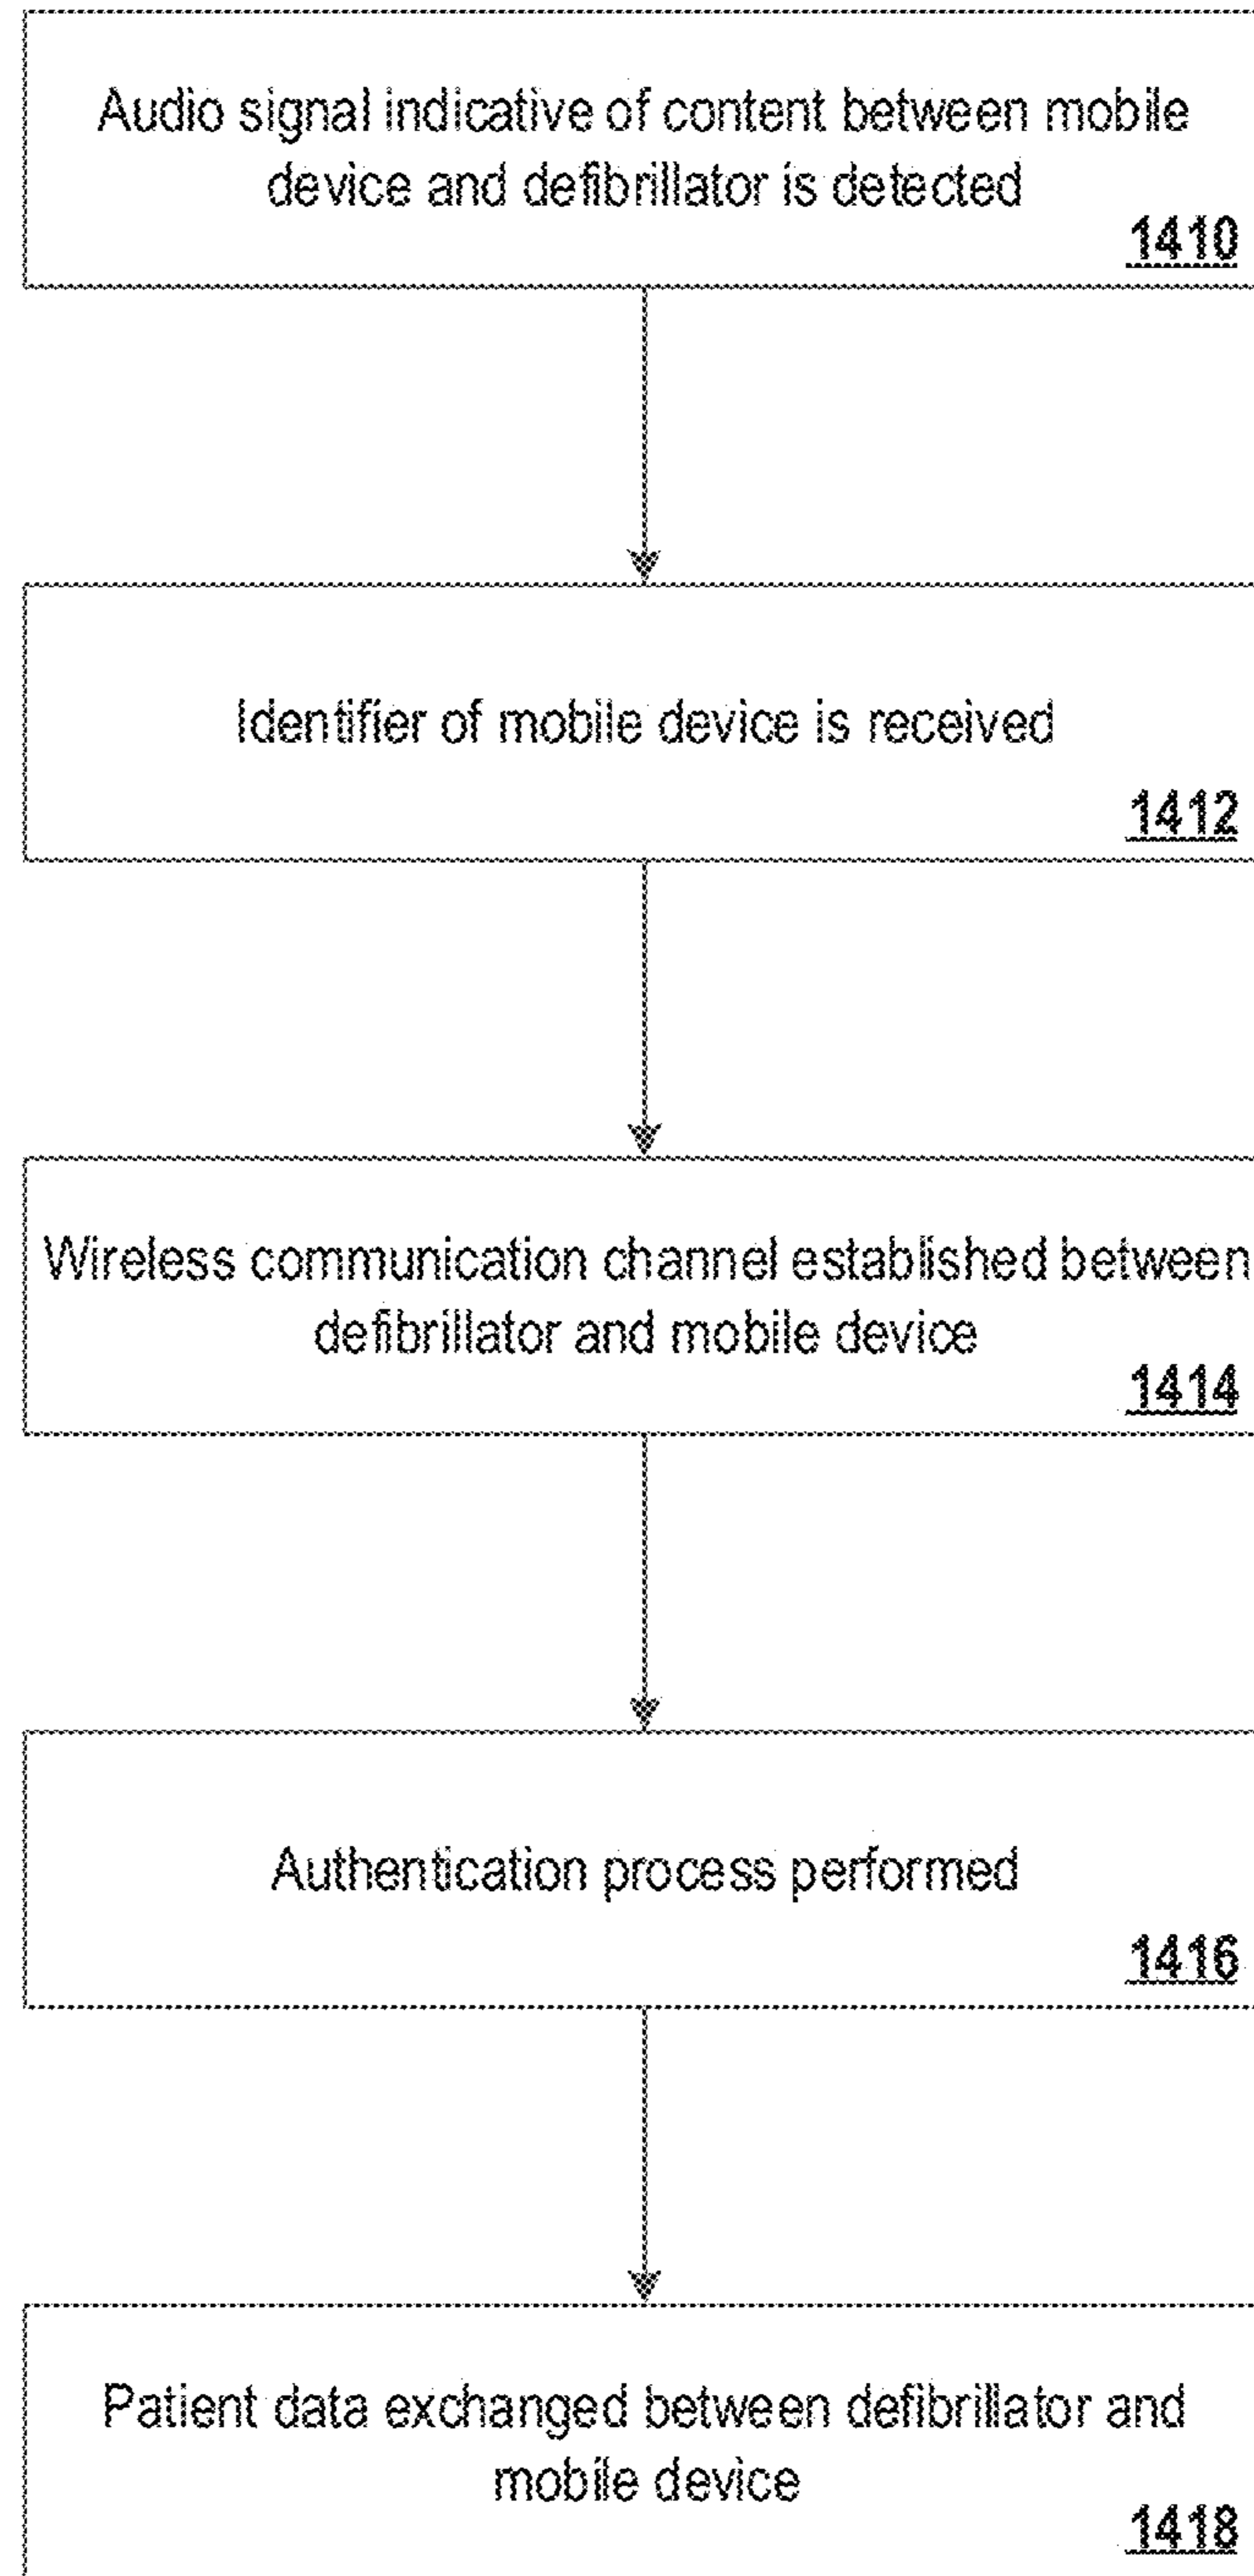 Audio signal indicative of content between mobile
device and defibrillator is detected
1410
Identifier of mobile device is received
1412
Wireless communication channel established between
defibrillator and mobile device
1414
Authentication process performed
1416
Patient data exchanged between defibrillator and
mobile device
1418